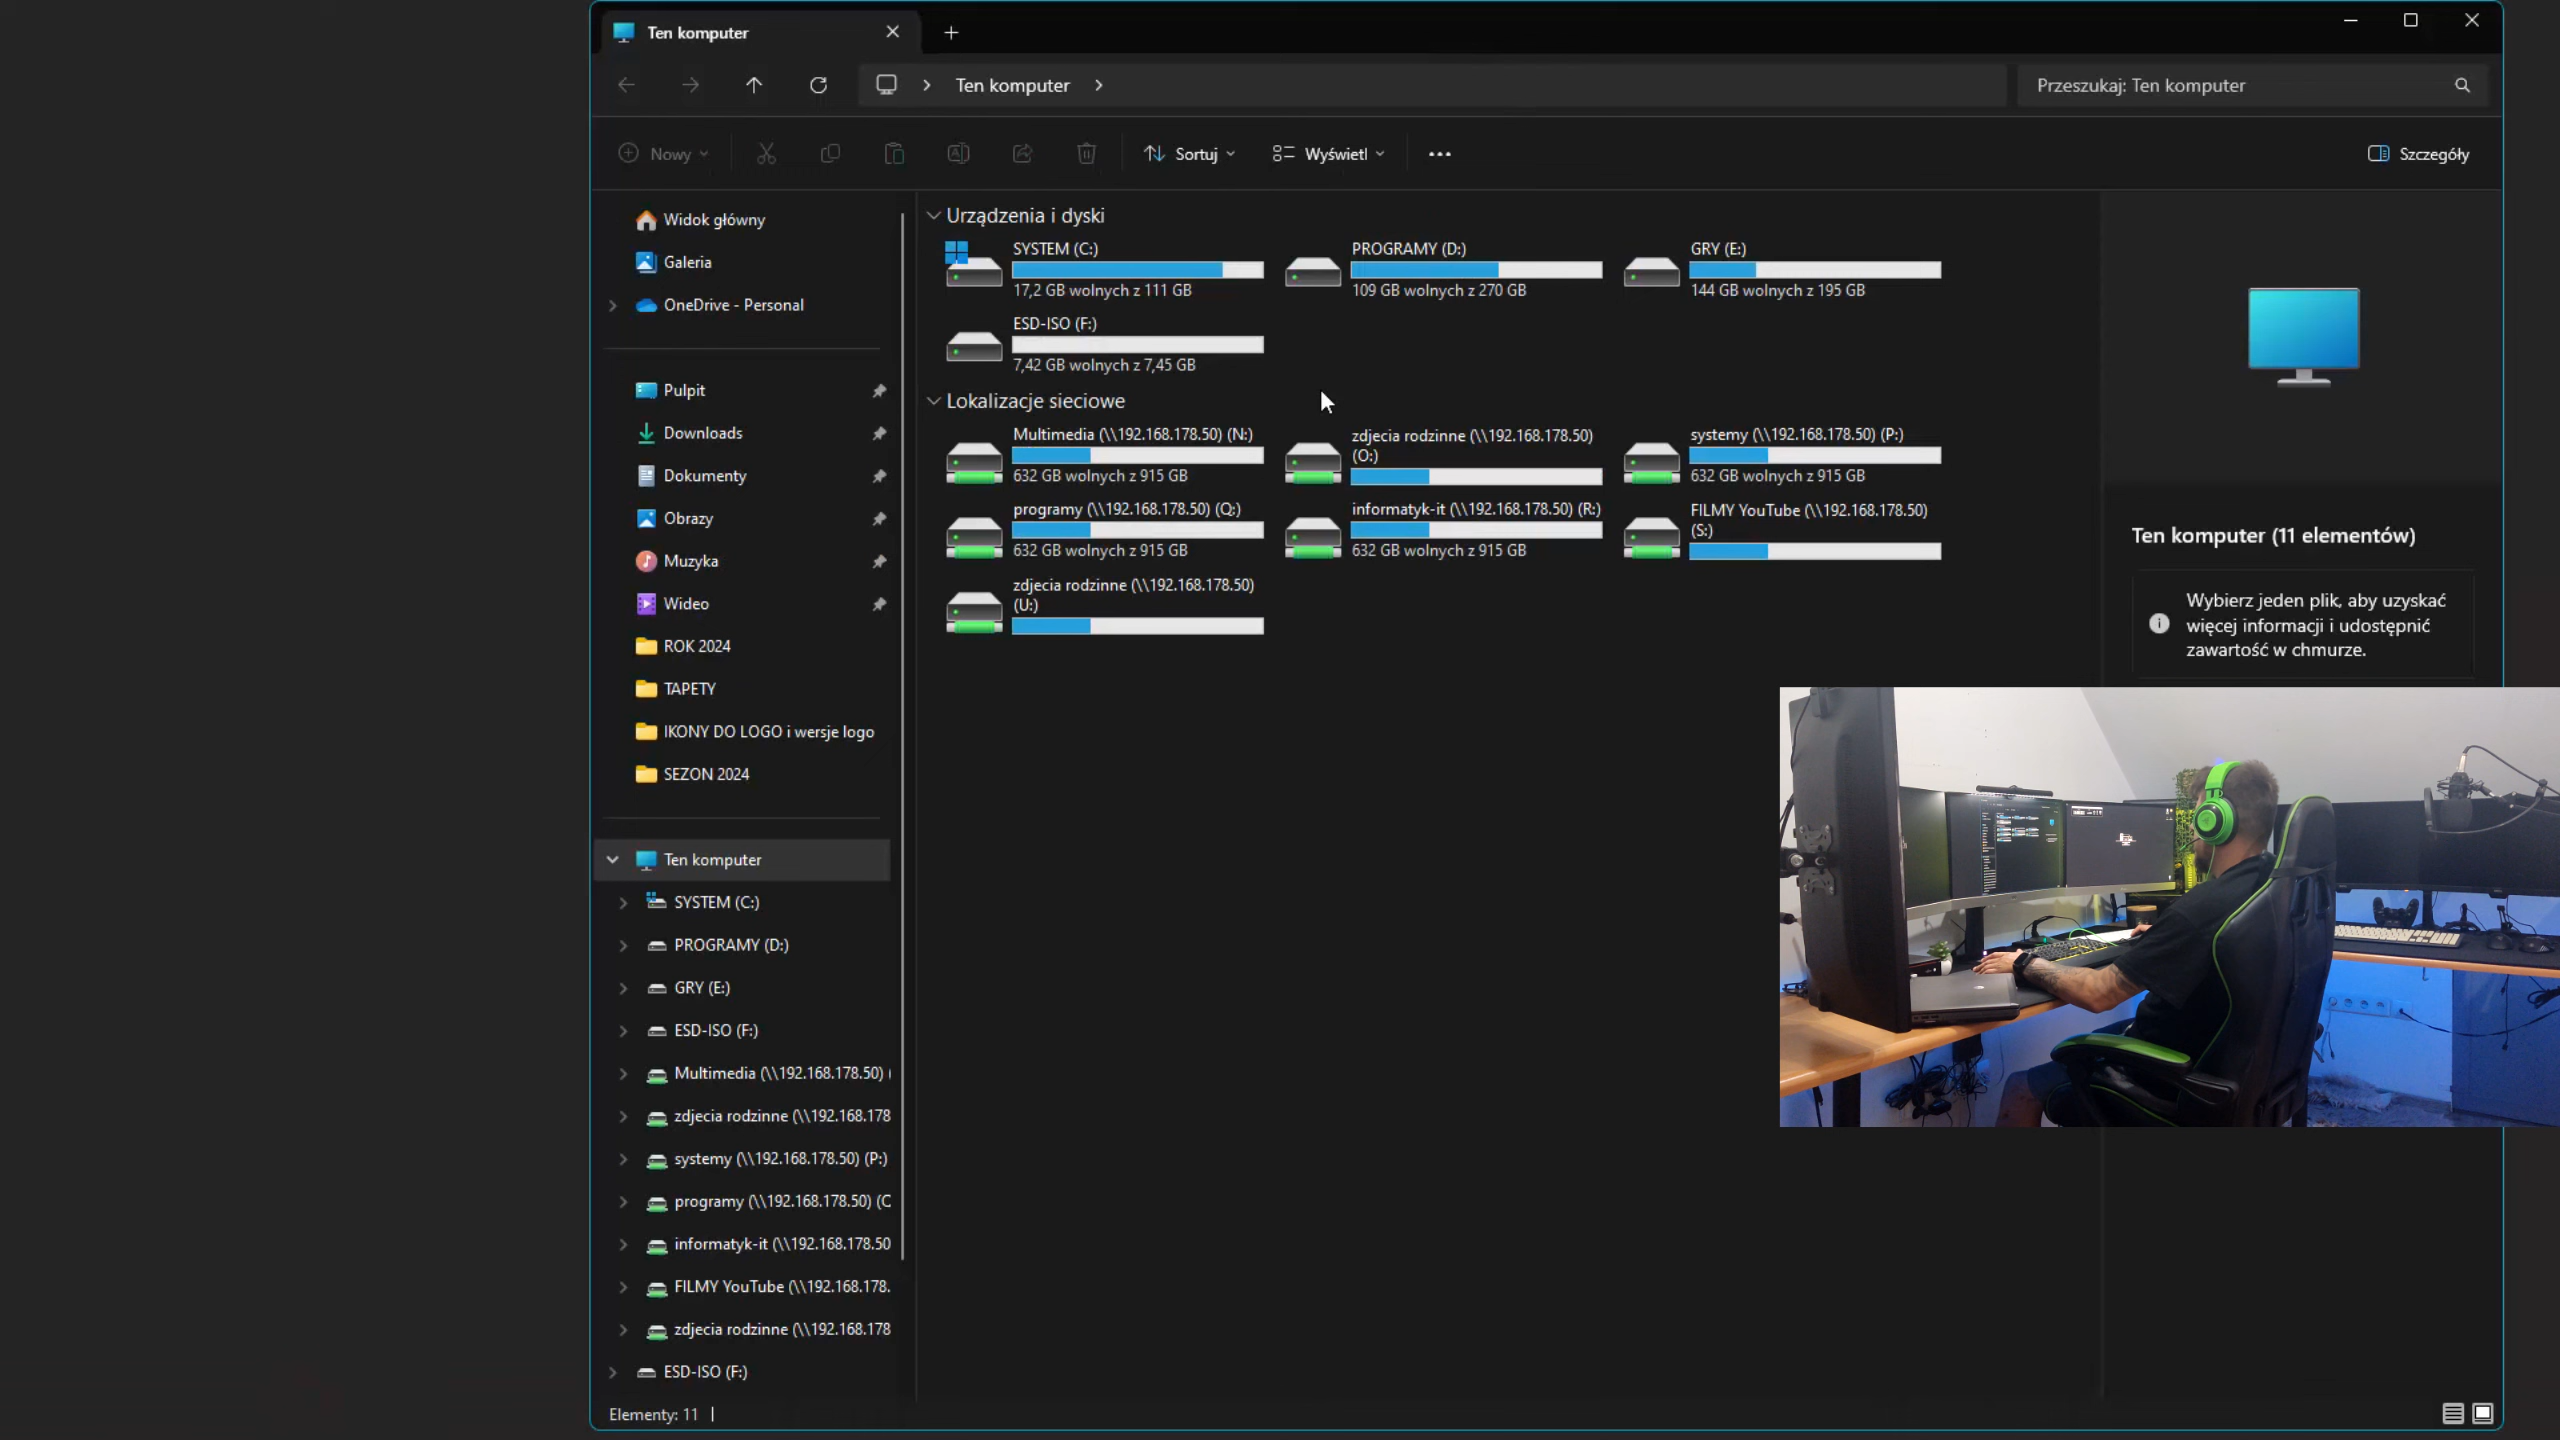 Ten komputer
Ten komputer
Przeszukaj: Ten komputer
Nowy
Sortuj
Wyświetl
Szczegóły
Widok główny
Galeria
OneDrive - Personal
Pulpit
Downloads
Dokumenty
Obrazy
Muzyka
Wideo
ROK 2024
TAPETY
IKONY DO LOGO i wersje logo
SEZON 2024
Ten komputer
SYSTEM (C:)
PROGRAMY (D:)
GRY (E:)
ESD-ISO (F:)
Multimedia (\\192.168.178.50) (
zdjecia rodzinne (\\192.168.178
systemy (\\192.168.178.50) (P:)
programy (\\192.168.178.50) (Q
informatyk-it (\\192.168.178.50
FILMY YouTube (\\192.168.178.
zdjecia rodzinne (\\192.168.178
ESD-ISO (F:)
Elementy: 11
Urządzenia i dyski
SYSTEM (C:)
17,2 GB wolnych z 111 GB
PROGRAMY (D:)
109 GB wolnych z 270 GB
GRY (E:)
144 GB wolnych z 195 GB
ESD-ISO (F:)
7,42 GB wolnych z 7,45 GB
Lokalizacje sieciowe
Multimedia (\\192.168.178.50) (N:)
632 GB wolnych z 915 GB
zdjecia rodzinne (\\192.168.178.50)
(O:)
systemy (\\192.168.178.50) (P:)
632 GB wolnych z 915 GB
programy (\\192.168.178.50) (Q:)
632 GB wolnych z 915 GB
informatyk-it (\\192.168.178.50) (R:)
632 GB wolnych z 915 GB
FILMY YouTube (\\192.168.178.50)
(S:)
zdjecia rodzinne (\\192.168.178.50)
(U:)
Ten komputer (11 elementów)
Wybierz jeden plik, aby uzyskać
więcej informacji i udostępnić
zawartość w chmurze.